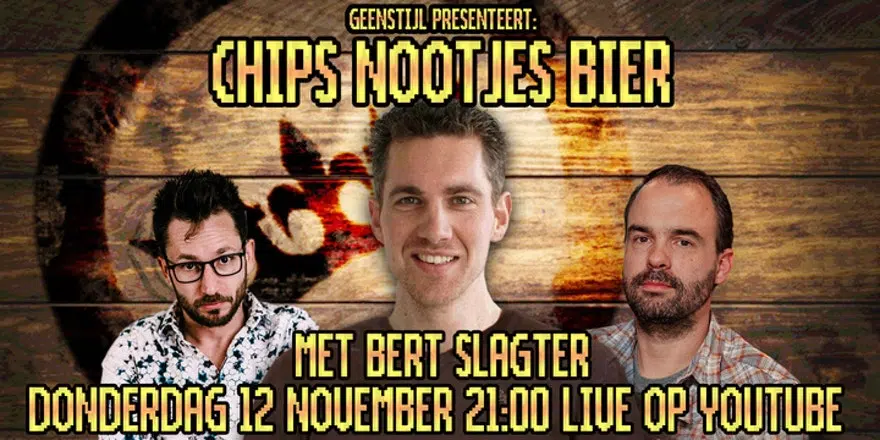 GEENSTIJL PRESENTEERT:
CHIPS NOOTJES BIER
MET BERT SLAGTER
DONDERDAG 12 NOVEMBER 21:00 LIVE OP YOUTUBE